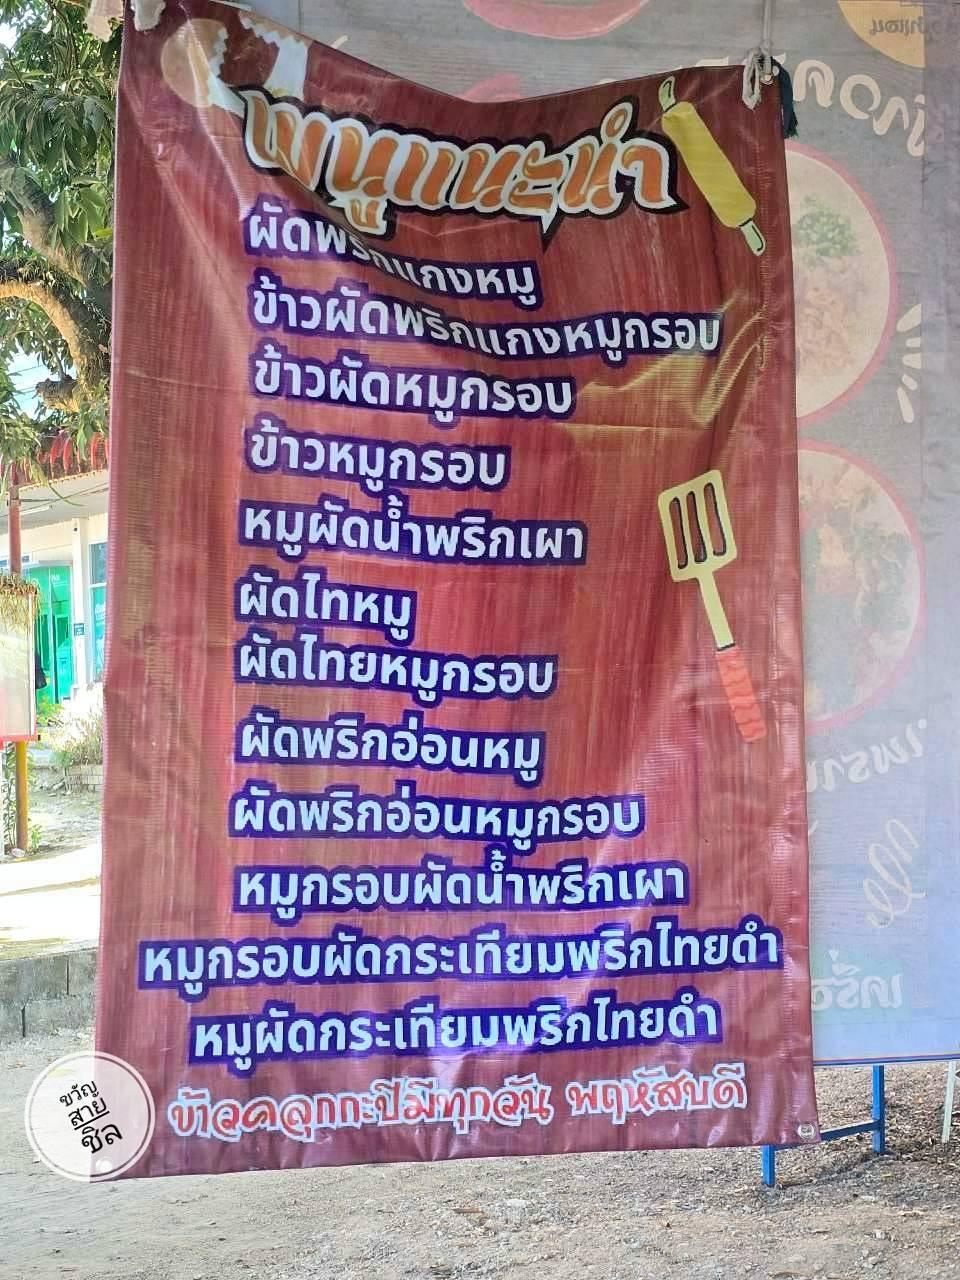 เมนูแนะนำ
ผัดพริกแกงหมู
ข้าวผัดพริกแกงหมูกรอบ
ข้าวผัดหมูกรอบ
ข้าวหมูกรอบ
หมูผัดน้ำพริกเผา
ผัดไทหมู
ผัดไทยหมูกรอบ
ผัดพริกอ่อนหมู
ผัดพริกอ่อนหมูกรอบ
หมูกรอบผัดน้ำพริกเผา
หมูกรอบผัดกระเทียมพริกไทยดำ
หมูผัดกระเทียมพริกไทยดำ
ข้าวคลุกกะปิมีทุกวัน พฤหัสบดี
ขวัญ
สาย
ชิล